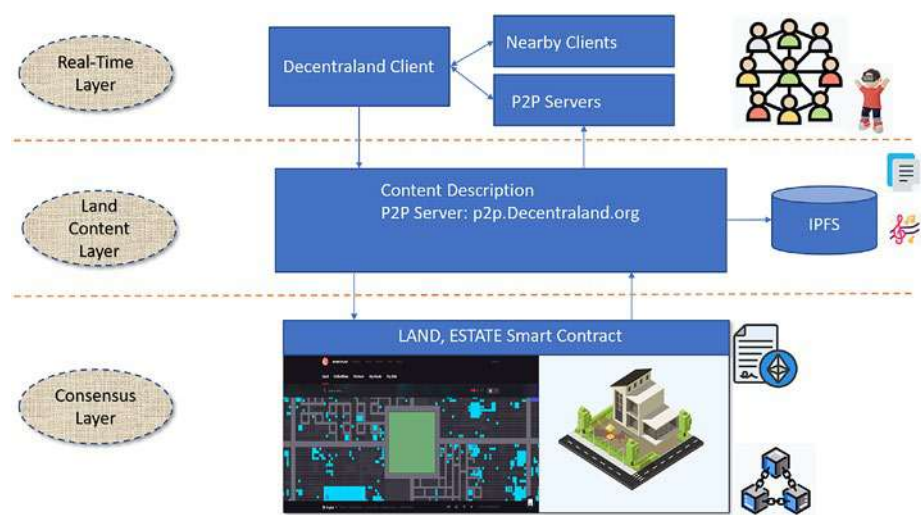 Real-Time
Layer
Decentraland Client
Nearby Clients
P2P Servers
Land
Content
Layer
Content Description
P2P Server: p2p.Decentraland.org
IPFS
Consensus
Layer
LAND, ESTATE Smart Contract